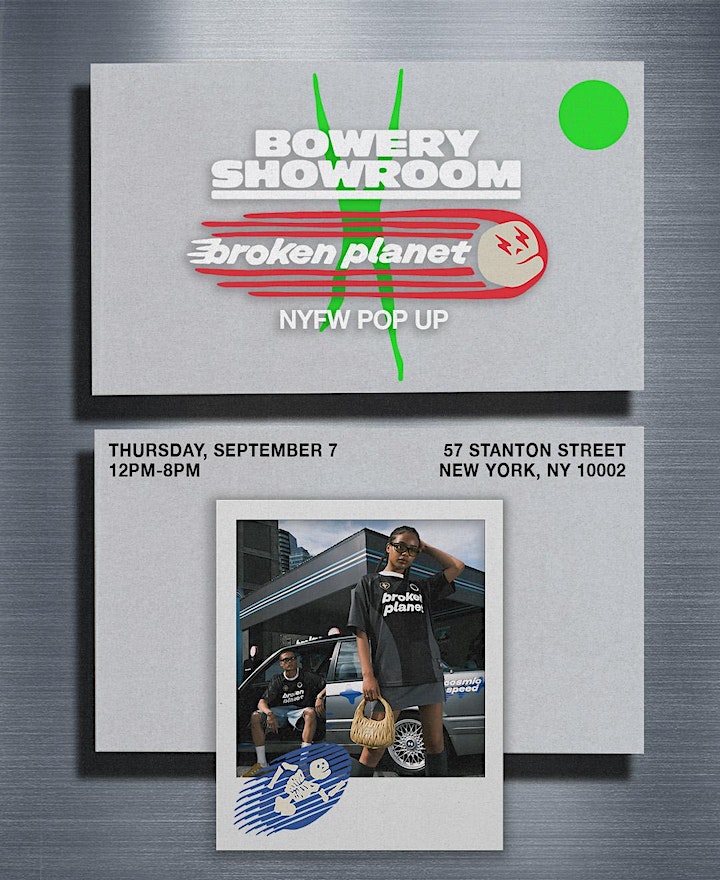 BOWERY
SHOWROOM
broken planet
NYFW POP UP
THURSDAY, SEPTEMBER 7
12PM-8PM
57 STANTON STREET
NEW YORK, NY 10002
broken
planet
broken
planet
cosmic
speed